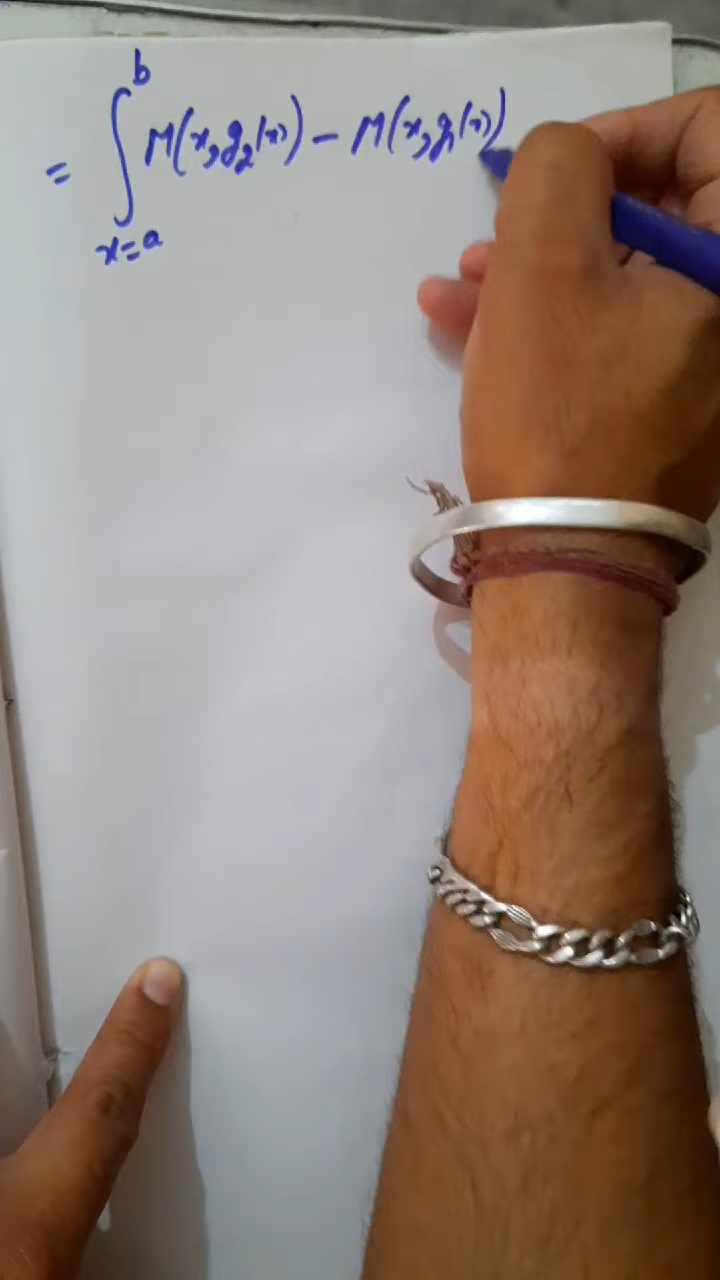 = ∫_{x=a}^{b} M(x, g₂(x)) - M(x, g₁(x))